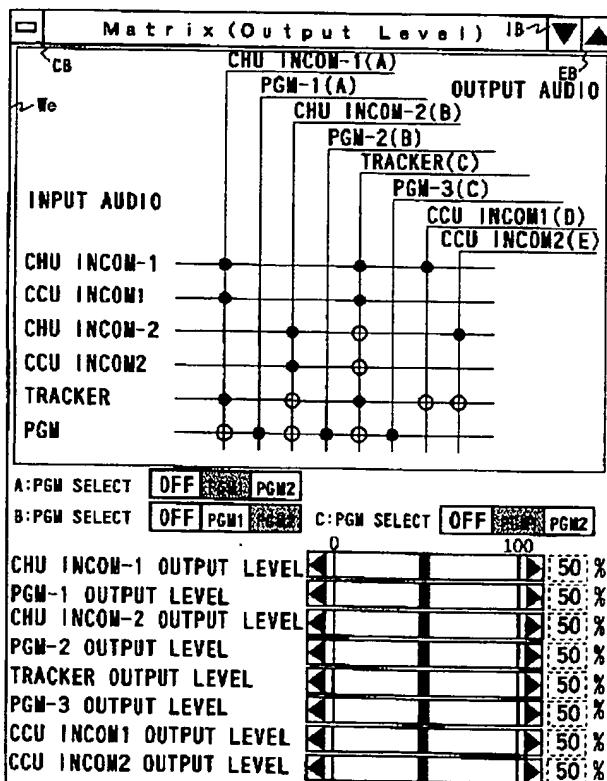 Matrix (Output Level) IB
CB
EB
We
CHU INCOM-1(A)
OUTPUT AUDIO
PGM-1(A)
CHU INCOM-2(B)
PGM-2(B)
TRACKER(C)
PGM-3(C)
INPUT AUDIO
CCU INCOM1(D)
CCU INCOM2(E)
CHU INCOM-1
CCU INCOM1
CHU INCOM-2
CCU INCOM2
TRACKER
PGM
A:PGM SELECT OFF PGM1 PGM2
B:PGM SELECT OFF PGM1 PGM2 C:PGM SELECT OFF PGM1 PGM2
0 100
CHU INCOM-1 OUTPUT LEVEL 50 %
PGM-1 OUTPUT LEVEL 50 %
CHU INCOM-2 OUTPUT LEVEL 50 %
PGM-2 OUTPUT LEVEL 50 %
TRACKER OUTPUT LEVEL 50 %
PGM-3 OUTPUT LEVEL 50 %
CCU INCOM1 OUTPUT LEVEL 50 %
CCU INCOM2 OUTPUT LEVEL 50 %